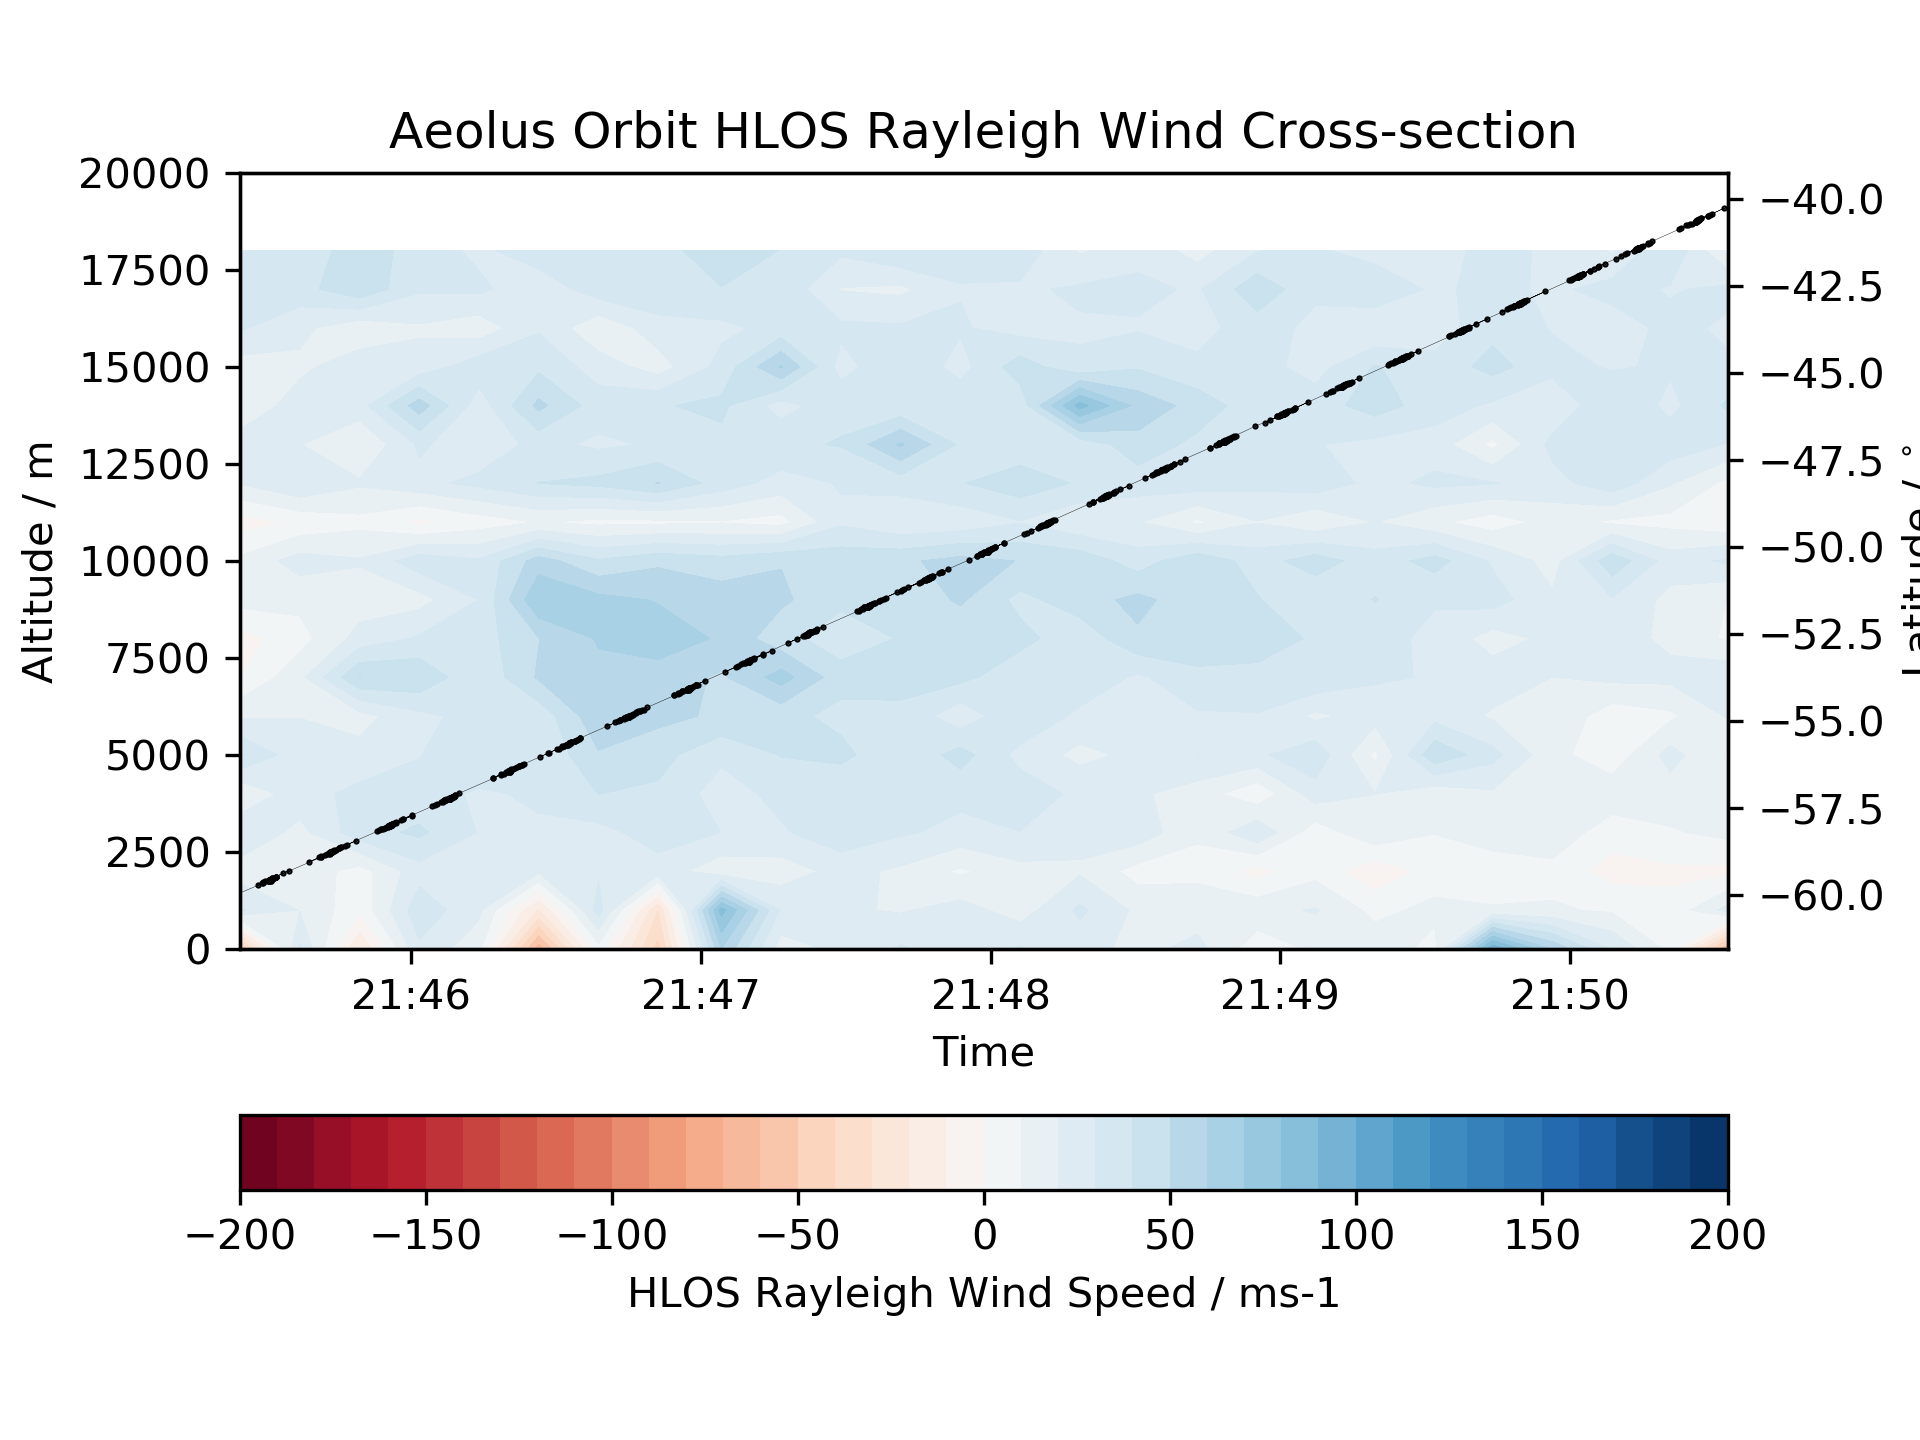 Aeolus Orbit HLOS Rayleigh Wind Cross-section
20000
17500
15000
12500
10000
7500
5000
2500
0
Altitude / m
−40.0
−42.5
−45.0
−47.5
−50.0
−52.5
−55.0
−57.5
−60.0
Latitude / °
21:46 21:47 21:48 21:49 21:50
Time
−200 −150 −100 −50 0 50 100 150 200
HLOS Rayleigh Wind Speed / ms-1